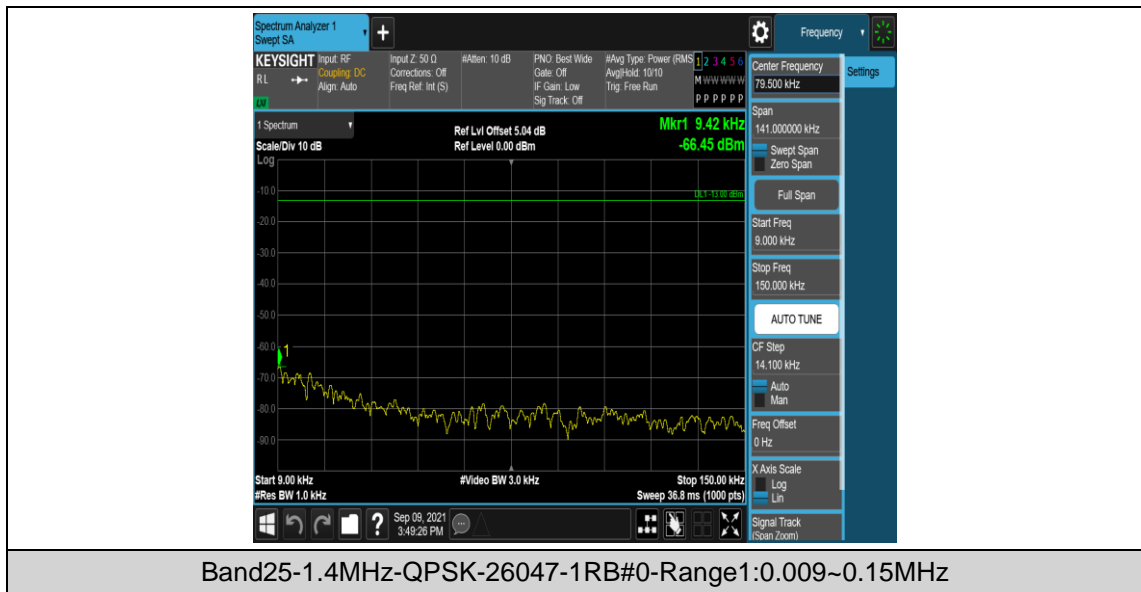 Spectrum Analyzer 1
Swept SA
Frequency
KEYSIGHT
RL
LXI
Input: RF
Coupling: DC
Align: Auto
Input Z: 50 Ω
Corrections: Off
Freq Ref: Int (S)
#Atten: 10 dB
PNO: Best Wide
Gate: Off
IF Gain: Low
Sig Track: Off
#Avg Type: Power (RMS
Avg|Hold: 10/10
Trig: Free Run
1 2 3 4 5 6
M W W W W W
P P P P P P
Center Frequency
79.500 kHz
Settings
1 Spectrum
Scale/Div 10 dB
Log
Ref Lvl Offset 5.04 dB
Ref Level 0.00 dBm
Mkr1 9.42 kHz
-66.45 dBm
Span
141.000000 kHz
Swept Span
Zero Span
Full Span
Start Freq
9.000 kHz
Stop Freq
150.000 kHz
AUTO TUNE
CF Step
14.100 kHz
Auto
Man
Freq Offset
0 Hz
X Axis Scale
Log
Lin
Signal Track
(Span Zoom)
DL1 -13.00 dBm
-10.0
-20.0
-30.0
-40.0
-50.0
-60.0
1
-70.0
-80.0
-90.0
Start 9.00 kHz
#Res BW 1.0 kHz
#Video BW 3.0 kHz
Stop 150.00 kHz
Sweep 36.8 ms (1000 pts)
?
Sep 09, 2021
3:49:26 PM
Band25-1.4MHz-QPSK-26047-1RB#0-Range1:0.009~0.15MHz